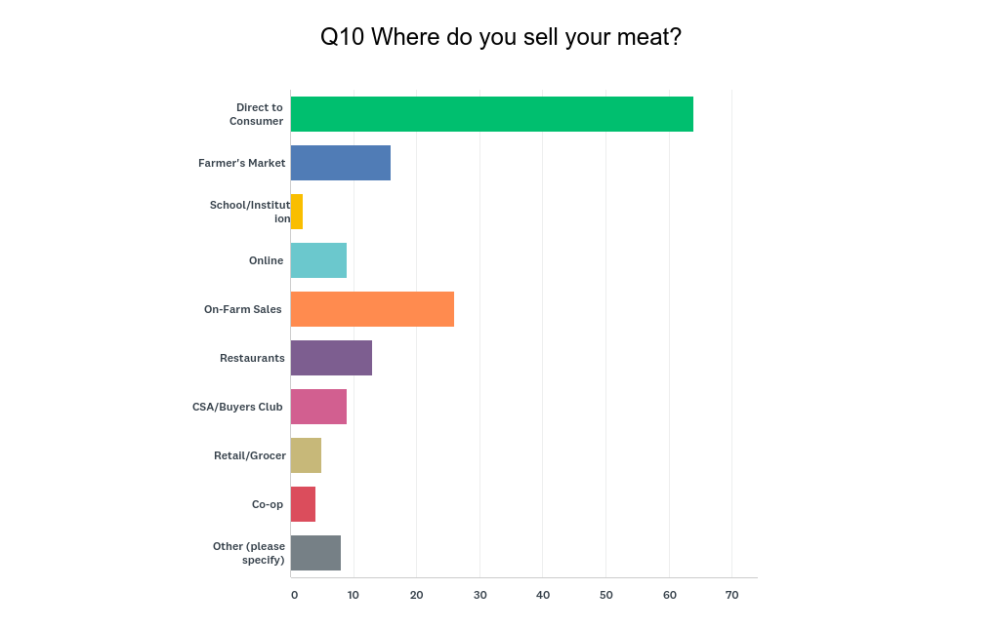 Q10 Where do you sell your meat?
Direct to
Consumer
Farmer's Market
School/Institut
ion
Online
On-Farm Sales
Restaurants
CSA/Buyers Club
Retail/Grocer
Co-op
Other (please
specify)
0 10 20 30 40 50 60 70